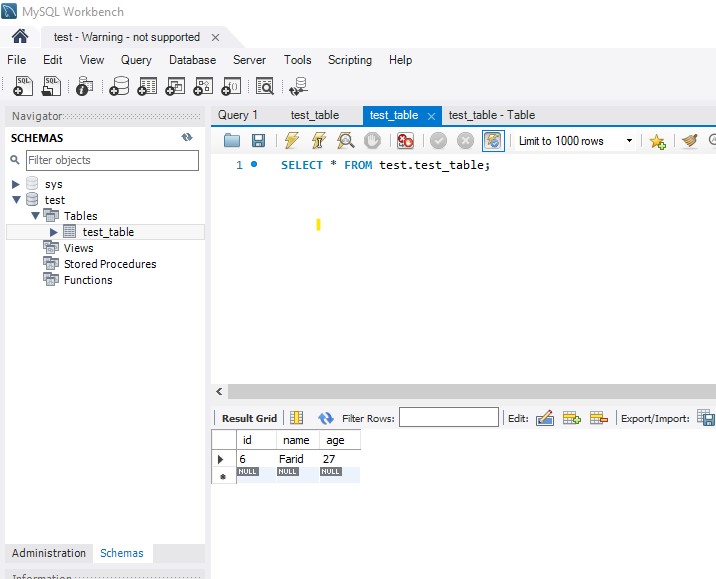 MySQL Workbench
test - Warning - not supported
File Edit View Query Database Server Tools Scripting Help
SQL SQL
Navigator
SCHEMAS
Filter objects
sys
test
Tables
test_table
Views
Stored Procedures
Functions
Administration Schemas
Information
Query 1 test_table test_table test_table - Table
Limit to 1000 rows
1 SELECT * FROM test.test_table;
Result Grid Filter Rows: Edit: Export/Import:
id name age
6 Farid 27
NULL NULL NULL